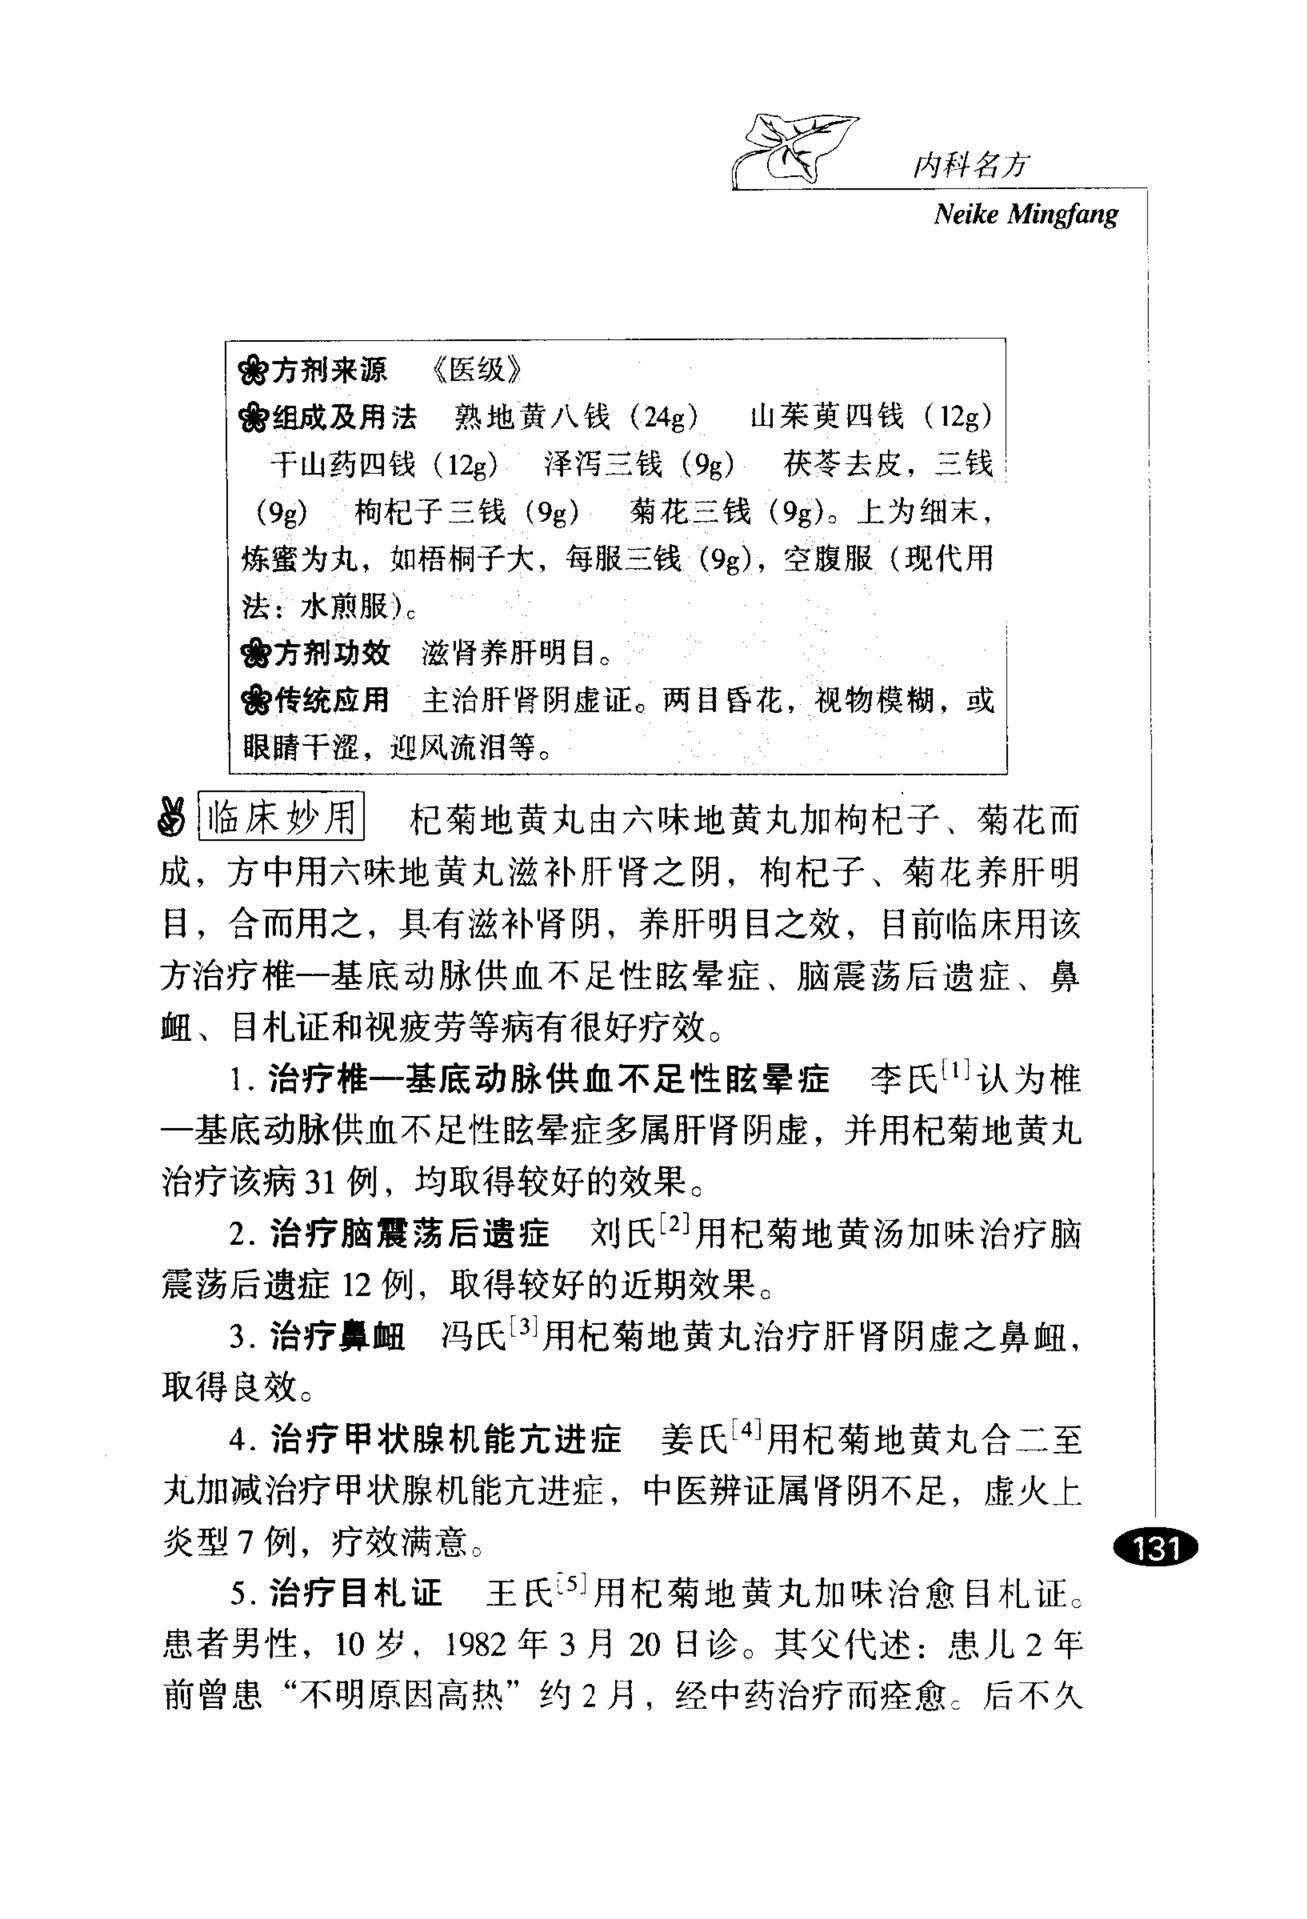 内科名方
Neike Mingfang
方剂来源 《医级》
组成及用法 熟地黄八钱（24g） 山茱萸四钱（12g）
干山药四钱（12g） 泽泻三钱（9g） 茯苓去皮，三钱
（9g） 枸杞子三钱（9g） 菊花三钱（9g）。上为细末，
炼蜜为丸，如梧桐子大，每服三钱（9g），空腹服（现代用
法：水煎服）。
方剂功效 滋肾养肝明目。
传统应用 主治肝肾阴虚证。两目昏花，视物模糊，或
眼睛干涩，迎风流泪等。
临床妙用 杞菊地黄丸由六味地黄丸加枸杞子、菊花而
成，方中用六味地黄丸滋补肝肾之阴，枸杞子、菊花养肝明
目，合而用之，具有滋补肾阴，养肝明目之效，目前临床用该
方治疗椎—基底动脉供血不足性眩晕症、脑震荡后遗症、鼻
衄、目札证和视疲劳等病有很好疗效。
1. 治疗椎—基底动脉供血不足性眩晕症 李氏[1]认为椎
—基底动脉供血不足性眩晕症多属肝肾阴虚，并用杞菊地黄丸
治疗该病 31 例，均取得较好的效果。
2. 治疗脑震荡后遗症 刘氏[2]用杞菊地黄汤加味治疗脑
震荡后遗症 12 例，取得较好的近期效果。
3. 治疗鼻衄 冯氏[3]用杞菊地黄丸治疗肝肾阴虚之鼻衄，
取得良效。
4. 治疗甲状腺机能亢进症 姜氏[4]用杞菊地黄丸合二至
丸加减治疗甲状腺机能亢进症，中医辨证属肾阴不足，虚火上
炎型 7 例，疗效满意。
5. 治疗目札证 王氏[5]用杞菊地黄丸加味治愈目札证。
患者男性，10 岁，1982 年 3 月 20 日诊。其父代述：患儿 2 年
前曾患“不明原因高热”约 2 月，经中药治疗而痊愈。后不久
131